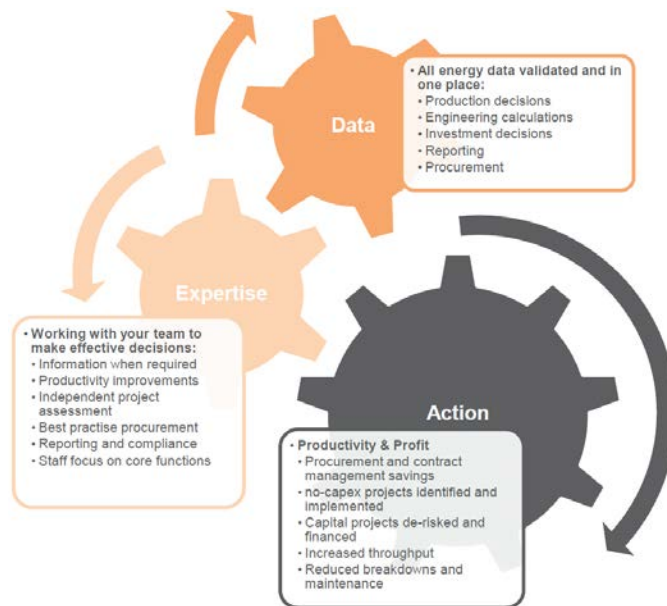 Data
• All energy data validated and in
one place:
• Production decisions
• Engineering calculations
• Investment decisions
• Reporting
• Procurement
Expertise
• Working with your team to
make effective decisions:
• Information when required
• Productivity improvements
• Independent project
assessment
• Best practise procurement
• Reporting and compliance
• Staff focus on core functions
Action
• Productivity & Profit
• Procurement and contract
management savings
• no-capex projects identified and
implemented
• Capital projects de-risked and
financed
• Increased throughput
• Reduced breakdowns and
maintenance